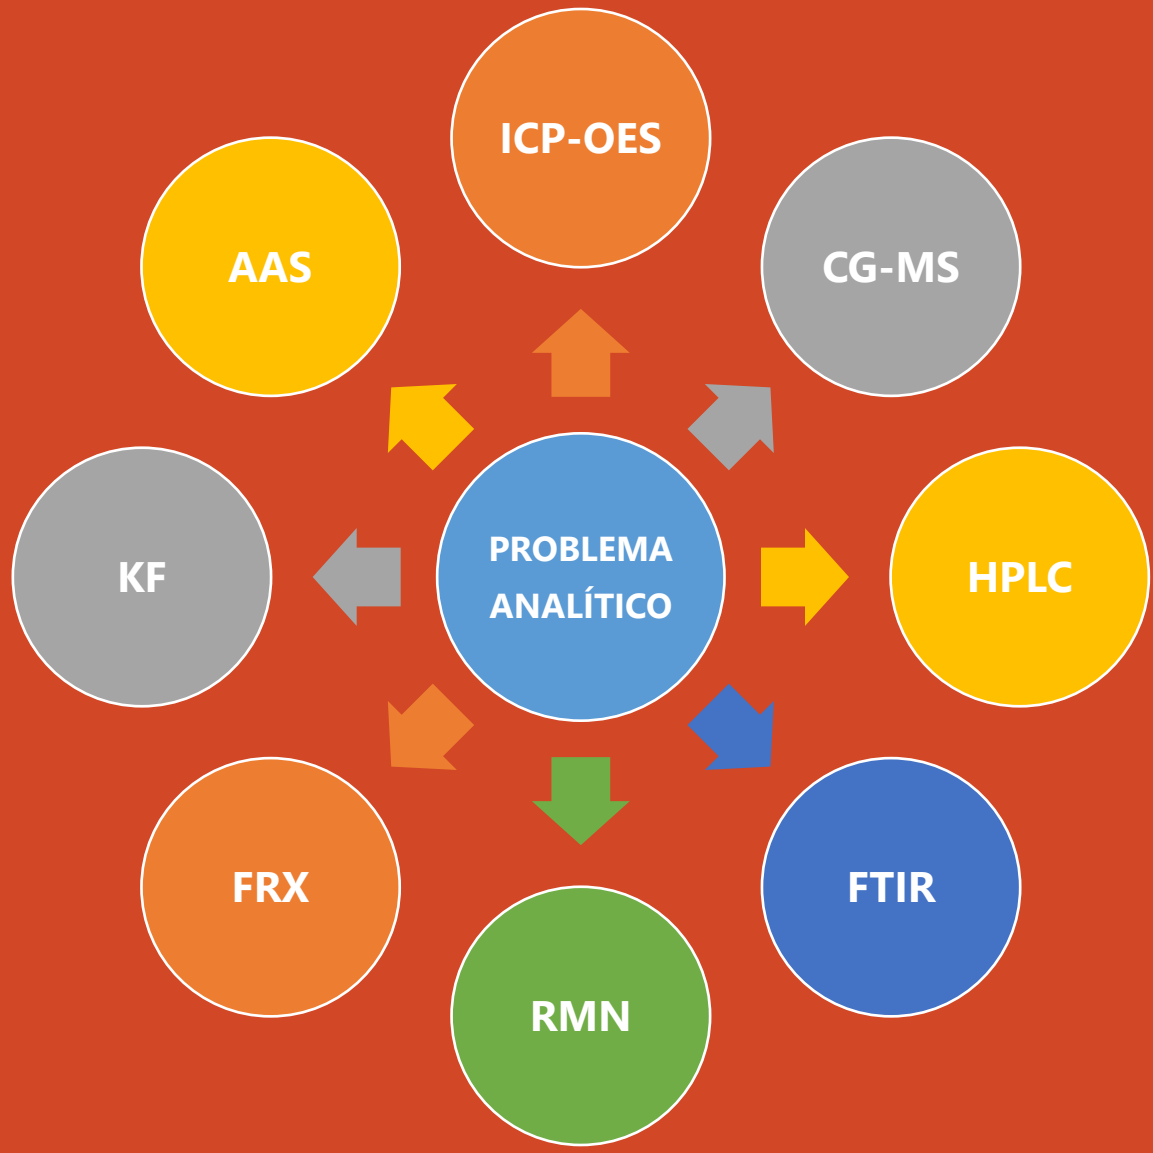 ICP-OES
AAS
CG-MS
KF
PROBLEMA
ANALÍTICO
HPLC
FRX
FTIR
RMN